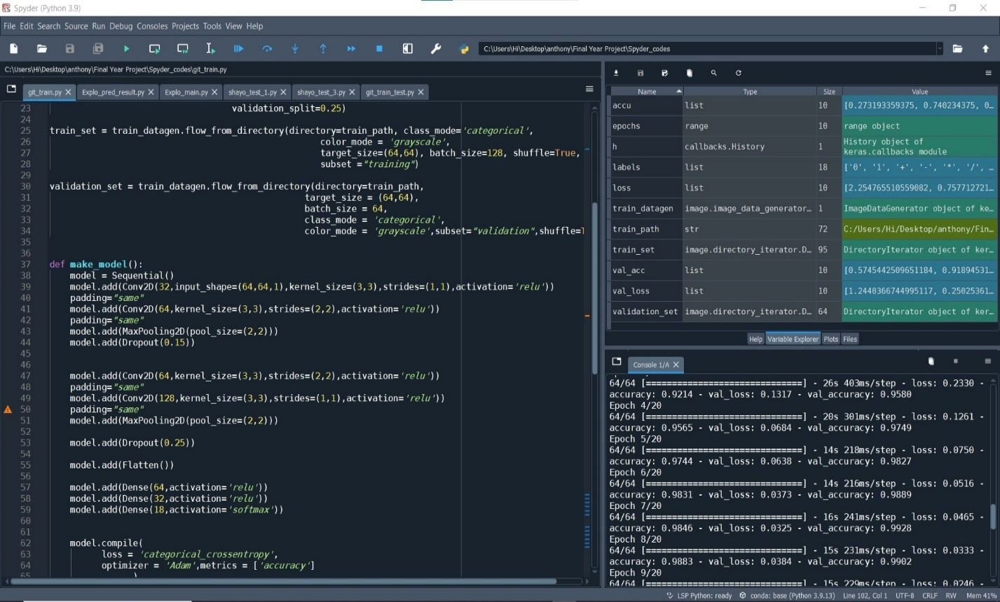 Spyder (Python 3.9)
File Edit Search Source Run Debug Consoles Projects Tools View Help
C:\Users\Hi\Desktop\anthony\Final Year Project\Spyder_codes
C:\Users\Hi\Desktop\anthony\Final Year Project\Spyder_codes\git_train.py
git_train.py Explo_pred_result.py Explo_main.py shayo_test_1.py shayo_test_3.py git_train_test.py
23 validation_split=0.25)
24
25 train_set = train_datagen.flow_from_directory(directory=train_path, class_mode='categorical',
26 color_mode = 'grayscale',
27 target_size=(64,64), batch_size=128, shuffle=True,
28 subset ="training")
29
30 validation_set = train_datagen.flow_from_directory(directory=train_path,
31 target_size = (64,64),
32 batch_size = 64,
33 class_mode = 'categorical',
34 color_mode = 'grayscale',subset="validation",shuffle=
35
36
37 def make_model():
38 model = Sequential()
39 model.add(Conv2D(32,input_shape=(64,64,1),kernel_size=(3,3),strides=(1,1),activation='relu'))
40 padding="same"
41 model.add(Conv2D(64,kernel_size=(3,3),strides=(2,2),activation='relu'))
42 padding="same"
43 model.add(MaxPooling2D(pool_size=(2,2)))
44 model.add(Dropout(0.15))
45
46
47 model.add(Conv2D(64,kernel_size=(3,3),strides=(2,2),activation='relu'))
48 padding="same"
49 model.add(Conv2D(128,kernel_size=(3,3),strides=(1,1),activation='relu'))
50 padding="same"
51 model.add(MaxPooling2D(pool_size=(2,2)))
52
53 model.add(Dropout(0.25))
54
55 model.add(Flatten())
56
57 model.add(Dense(64,activation='relu'))
58 model.add(Dense(32,activation='relu'))
59 model.add(Dense(18,activation='softmax'))
60
61
62 model.compile(
63 loss = 'categorical_crossentropy',
64 optimizer = 'Adam',metrics = ['accuracy']
65 )
Name Type Size Value
accu list 10 [0.273193359375, 0.740234375, 0…
epochs range 10 range object
h callbacks.History 1 History object of
keras.callbacks module
labels list 18 ['0', '1', '+', '-', '*', '/', …
loss list 10 [2.254765510559082, 0.757712721…
train_datagen image.image_data_generator… 1 ImageDataGenerator object of ke…
train_path str 72 C:/Users/Hi/Desktop/anthony/Fin…
train_set image.directory_iterator.D… 95 DirectoryIterator object of ker…
val_acc list 10 [0.5745442509651184, 0.91894531…
val_loss list 10 [1.2440366744995117, 0.25025361…
validation_set image.directory_iterator.D… 64 DirectoryIterator object of ker…
Help Variable Explorer Plots Files
Console 1/A
64/64 [==============================] - 26s 403ms/step - loss: 0.2330 -
accuracy: 0.9214 - val_loss: 0.1317 - val_accuracy: 0.9580
Epoch 4/20
64/64 [==============================] - 20s 301ms/step - loss: 0.1261 -
accuracy: 0.9565 - val_loss: 0.0684 - val_accuracy: 0.9749
Epoch 5/20
64/64 [==============================] - 14s 218ms/step - loss: 0.0750 -
accuracy: 0.9744 - val_loss: 0.0638 - val_accuracy: 0.9827
Epoch 6/20
64/64 [==============================] - 14s 216ms/step - loss: 0.0516 -
accuracy: 0.9831 - val_loss: 0.0373 - val_accuracy: 0.9889
Epoch 7/20
64/64 [==============================] - 16s 241ms/step - loss: 0.0465 -
accuracy: 0.9846 - val_loss: 0.0325 - val_accuracy: 0.9928
Epoch 8/20
64/64 [==============================] - 15s 231ms/step - loss: 0.0333 -
accuracy: 0.9883 - val_loss: 0.0384 - val_accuracy: 0.9902
Epoch 9/20
64/64 [==============================] - 15s 229ms/step - loss: 0.0246 -
LSP Python: ready conda: base (Python 3.9.13) Line 102, Col 1 UTF-8 CRLF RW Mem 41%